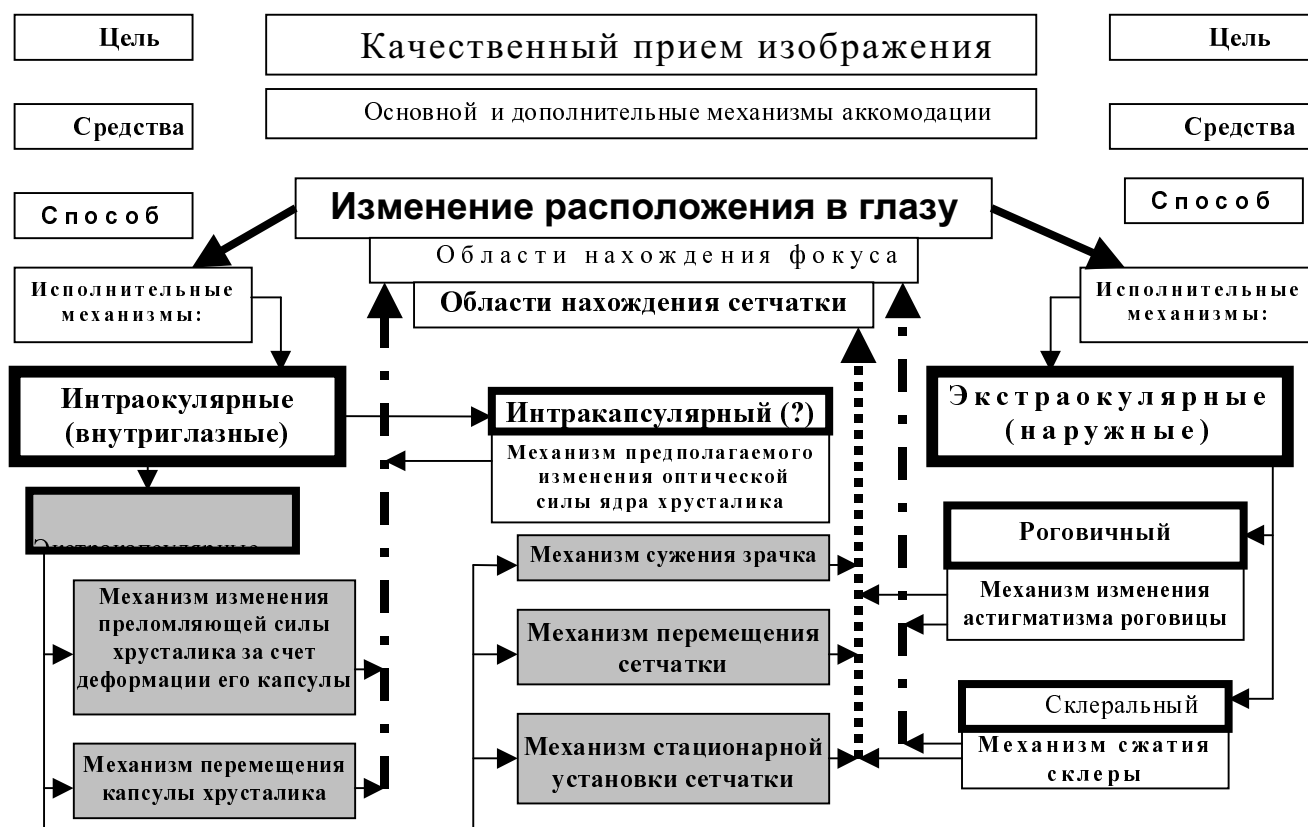 Цель
Качественный прием изображения
Цель
Средства
Основной и дополнительные механизмы аккомодации
Средства
Способ
Изменение расположения в глазу
Способ
Области нахождения фокуса
Области нахождения сетчатки
Исполнительные
механизмы:
Исполнительные
механизмы:
Интраокулярные
(внутриглазные)
Интракапсулярный (?)
Механизм предполагаемого
изменения оптической
силы ядра хрусталика
Экстраокулярные
(наружные)
Механизм сужения зрачка
Роговичный
Механизм изменения
астигматизма роговицы
Механизм изменения
преломляющей силы
хрусталика за счет
деформации его капсулы
Механизм перемещения
сетчатки
Склеральный
Механизм сжатия
склеры
Механизм перемещения
капсулы хрусталика
Механизм стационарной
установки сетчатки